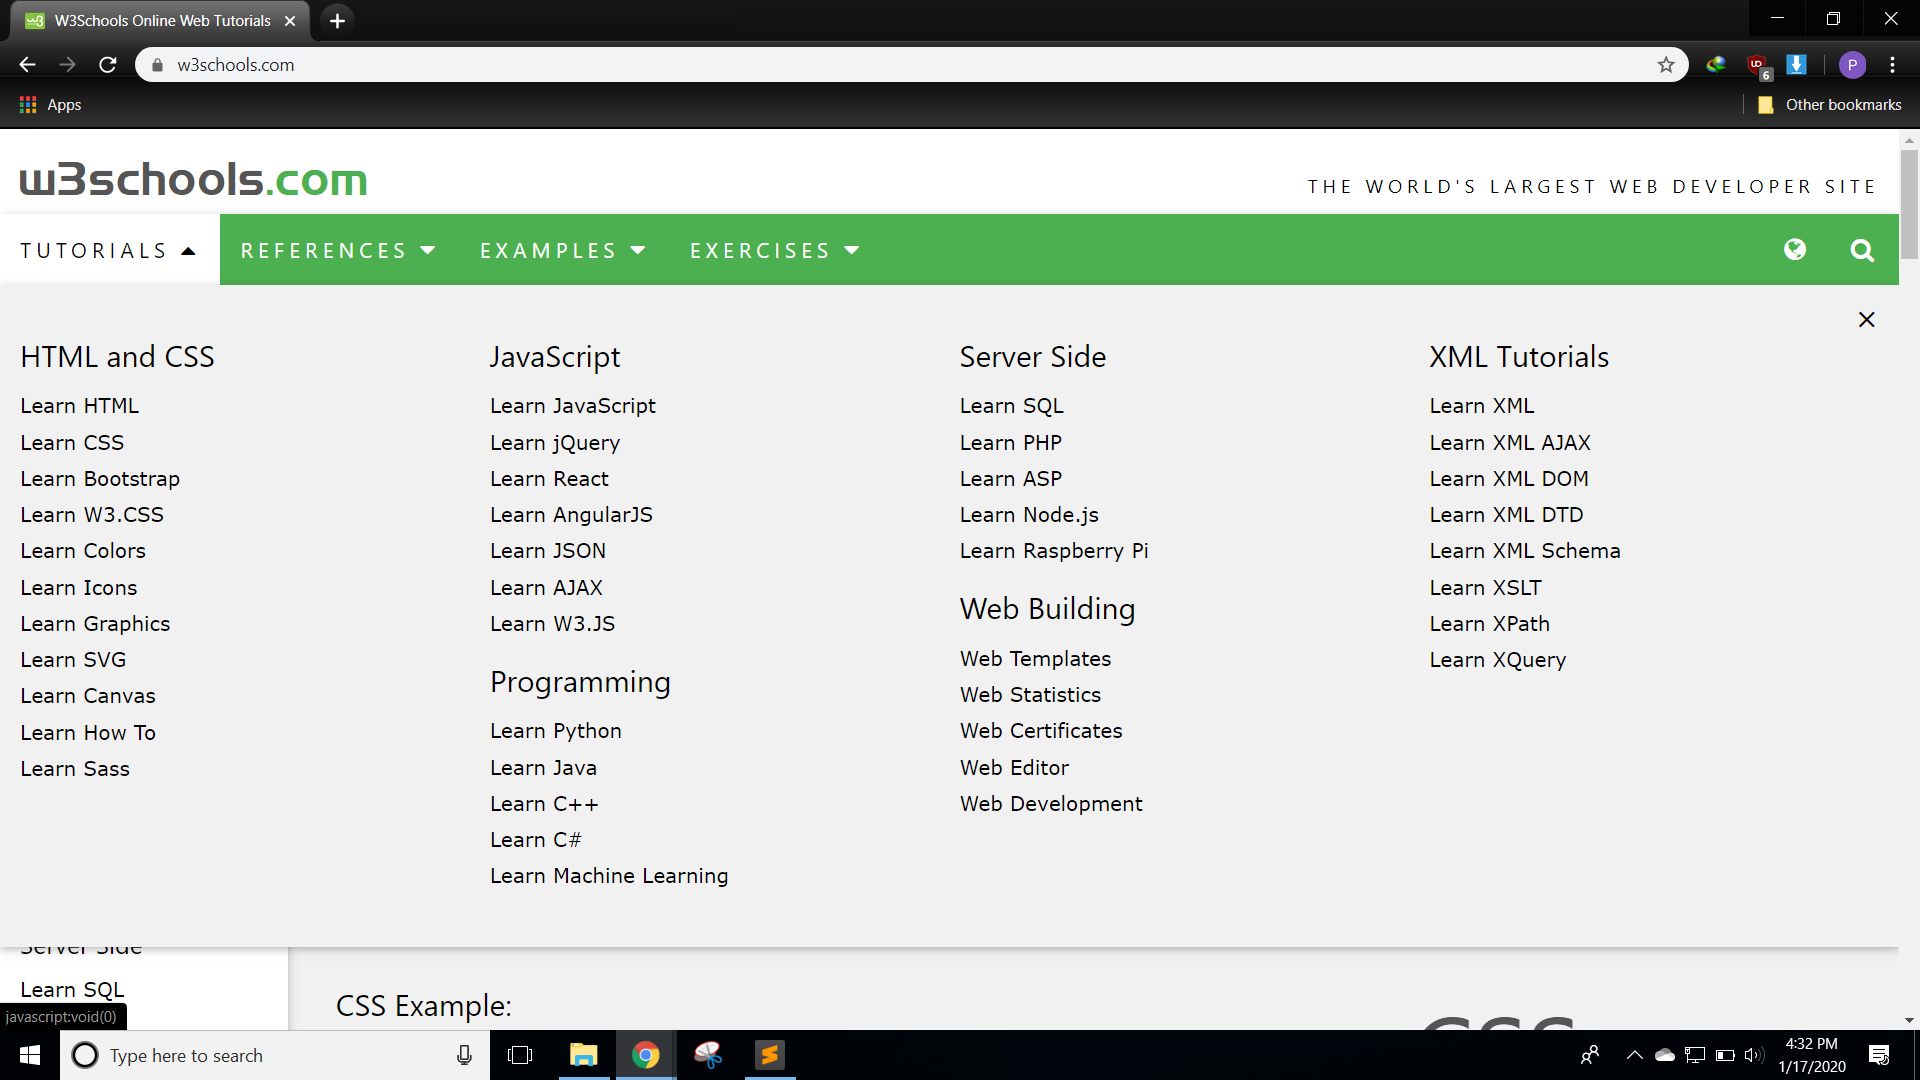 W3Schools Online Web Tutorials
w3schools.com
6
P
Apps
Other bookmarks
w3schools.com
THE WORLD'S LARGEST WEB DEVELOPER SITE
TUTORIALS
REFERENCES
EXAMPLES
EXERCISES
HTML and CSS
Learn HTML
Learn CSS
Learn Bootstrap
Learn W3.CSS
Learn Colors
Learn Icons
Learn Graphics
Learn SVG
Learn Canvas
Learn How To
Learn Sass
JavaScript
Learn JavaScript
Learn jQuery
Learn React
Learn AngularJS
Learn JSON
Learn AJAX
Learn W3.JS
Programming
Learn Python
Learn Java
Learn C++
Learn C#
Learn Machine Learning
Server Side
Learn SQL
Learn PHP
Learn ASP
Learn Node.js
Learn Raspberry Pi
Web Building
Web Templates
Web Statistics
Web Certificates
Web Editor
Web Development
XML Tutorials
Learn XML
Learn XML AJAX
Learn XML DOM
Learn XML DTD
Learn XML Schema
Learn XSLT
Learn XPath
Learn XQuery
Server Side
Learn SQL
javascript:void(0)
CSS Example:
CSS
Type here to search
4:32 PM
1/17/2020